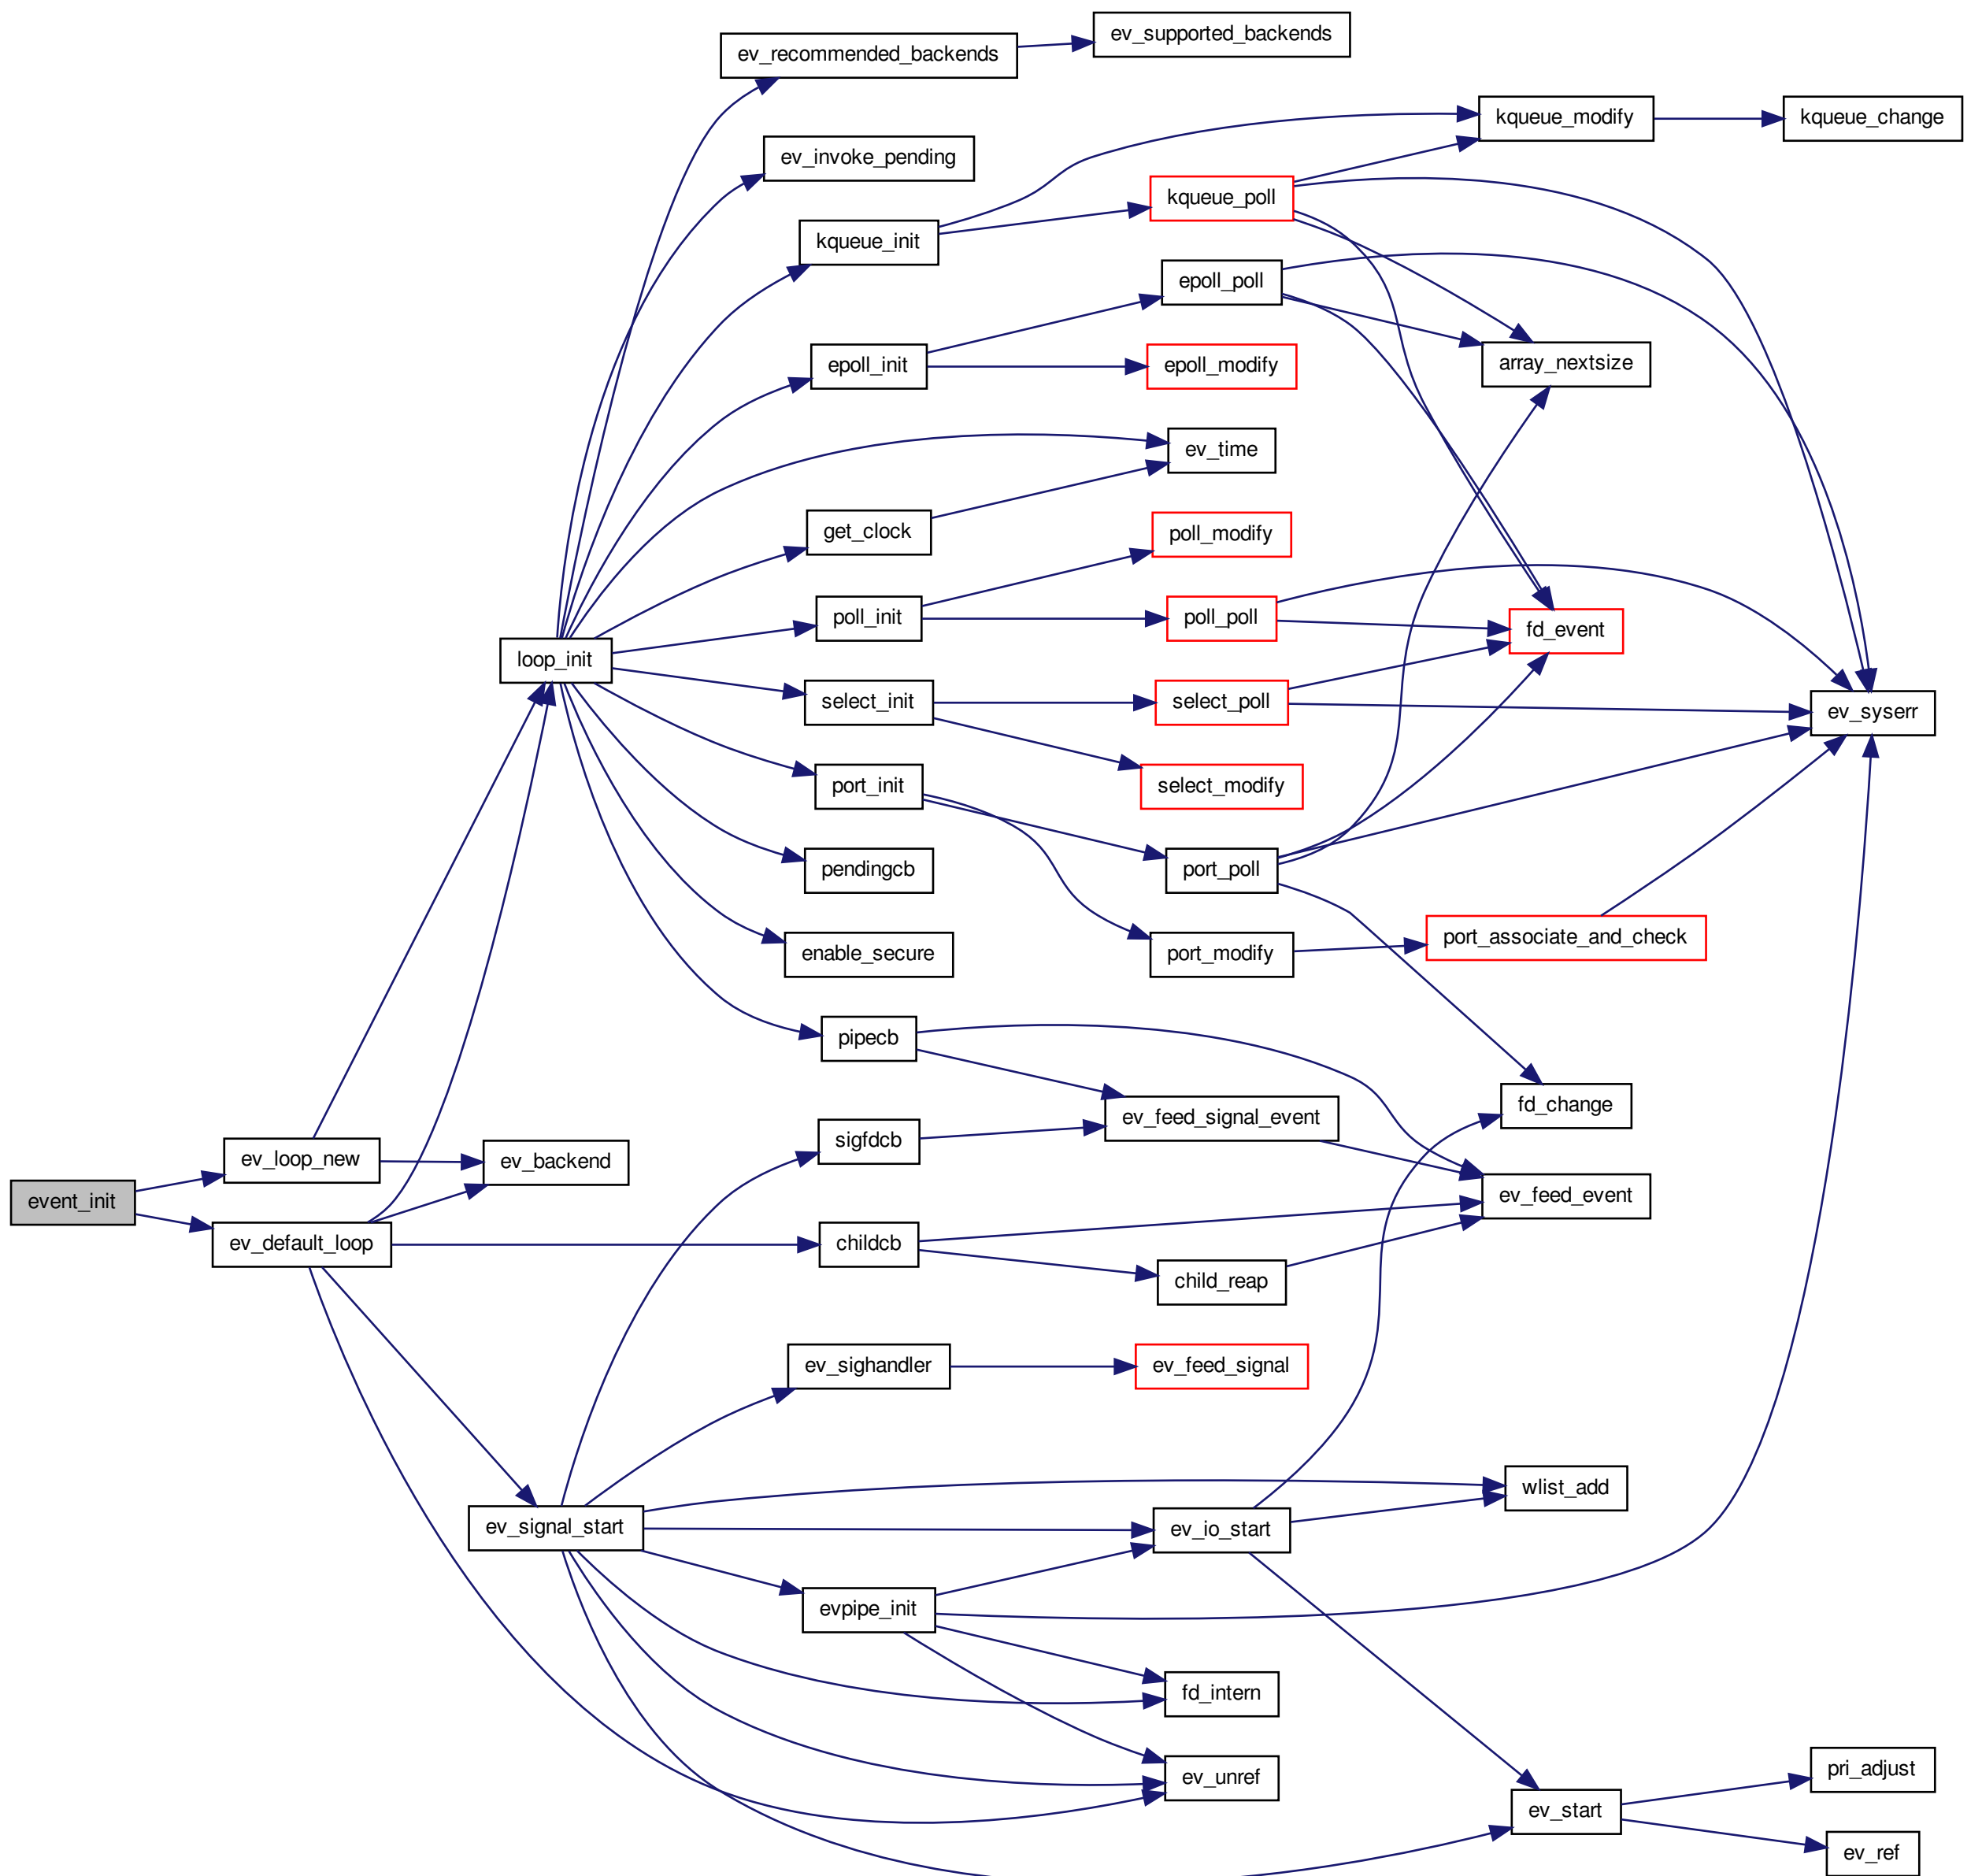 ev_supported_backends
ev_recommended_backends
kqueue_modify
kqueue_change
ev_invoke_pending
kqueue_poll
kqueue_init
epoll_poll
array_nextsize
epoll_init
epoll_modify
ev_time
get_clock
poll_modify
poll_init
poll_poll
fd_event
loop_init
select_init
select_poll
ev_syserr
port_init
select_modify
pendingcb
port_poll
enable_secure
port_modify
port_associate_and_check
pipecb
fd_change
ev_feed_signal_event
sigfdcb
ev_loop_new
ev_backend
ev_feed_event
event_init
ev_default_loop
childcb
child_reap
ev_sighandler
ev_feed_signal
wlist_add
ev_signal_start
ev_io_start
evpipe_init
fd_intern
ev_unref
pri_adjust
ev_start
ev_ref